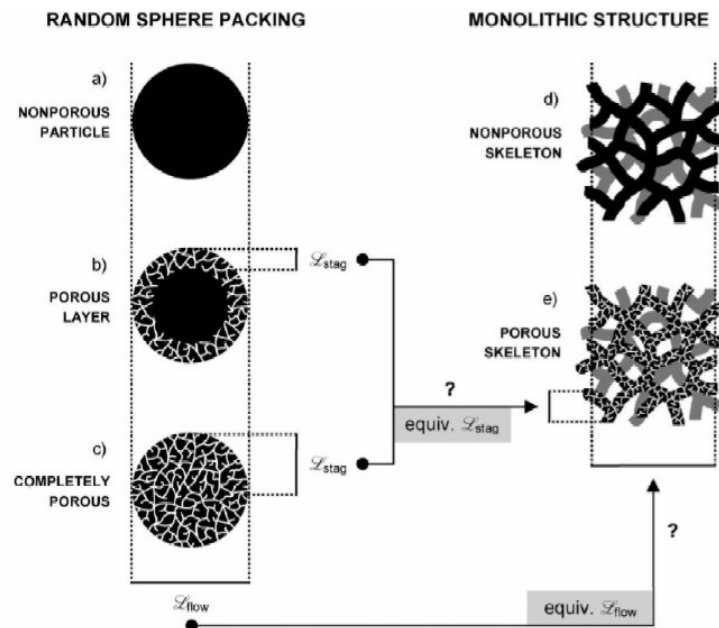 RANDOM SPHERE PACKING
MONOLITHIC STRUCTURE
a)
NONPOROUS
PARTICLE
d)
NONPOROUS
SKELETON
b)
POROUS
LAYER
ℒstag
e)
POROUS
SKELETON
?
equiv. ℒstag
c)
COMPLETELY
POROUS
ℒstag
?
ℒflow
equiv. ℒflow